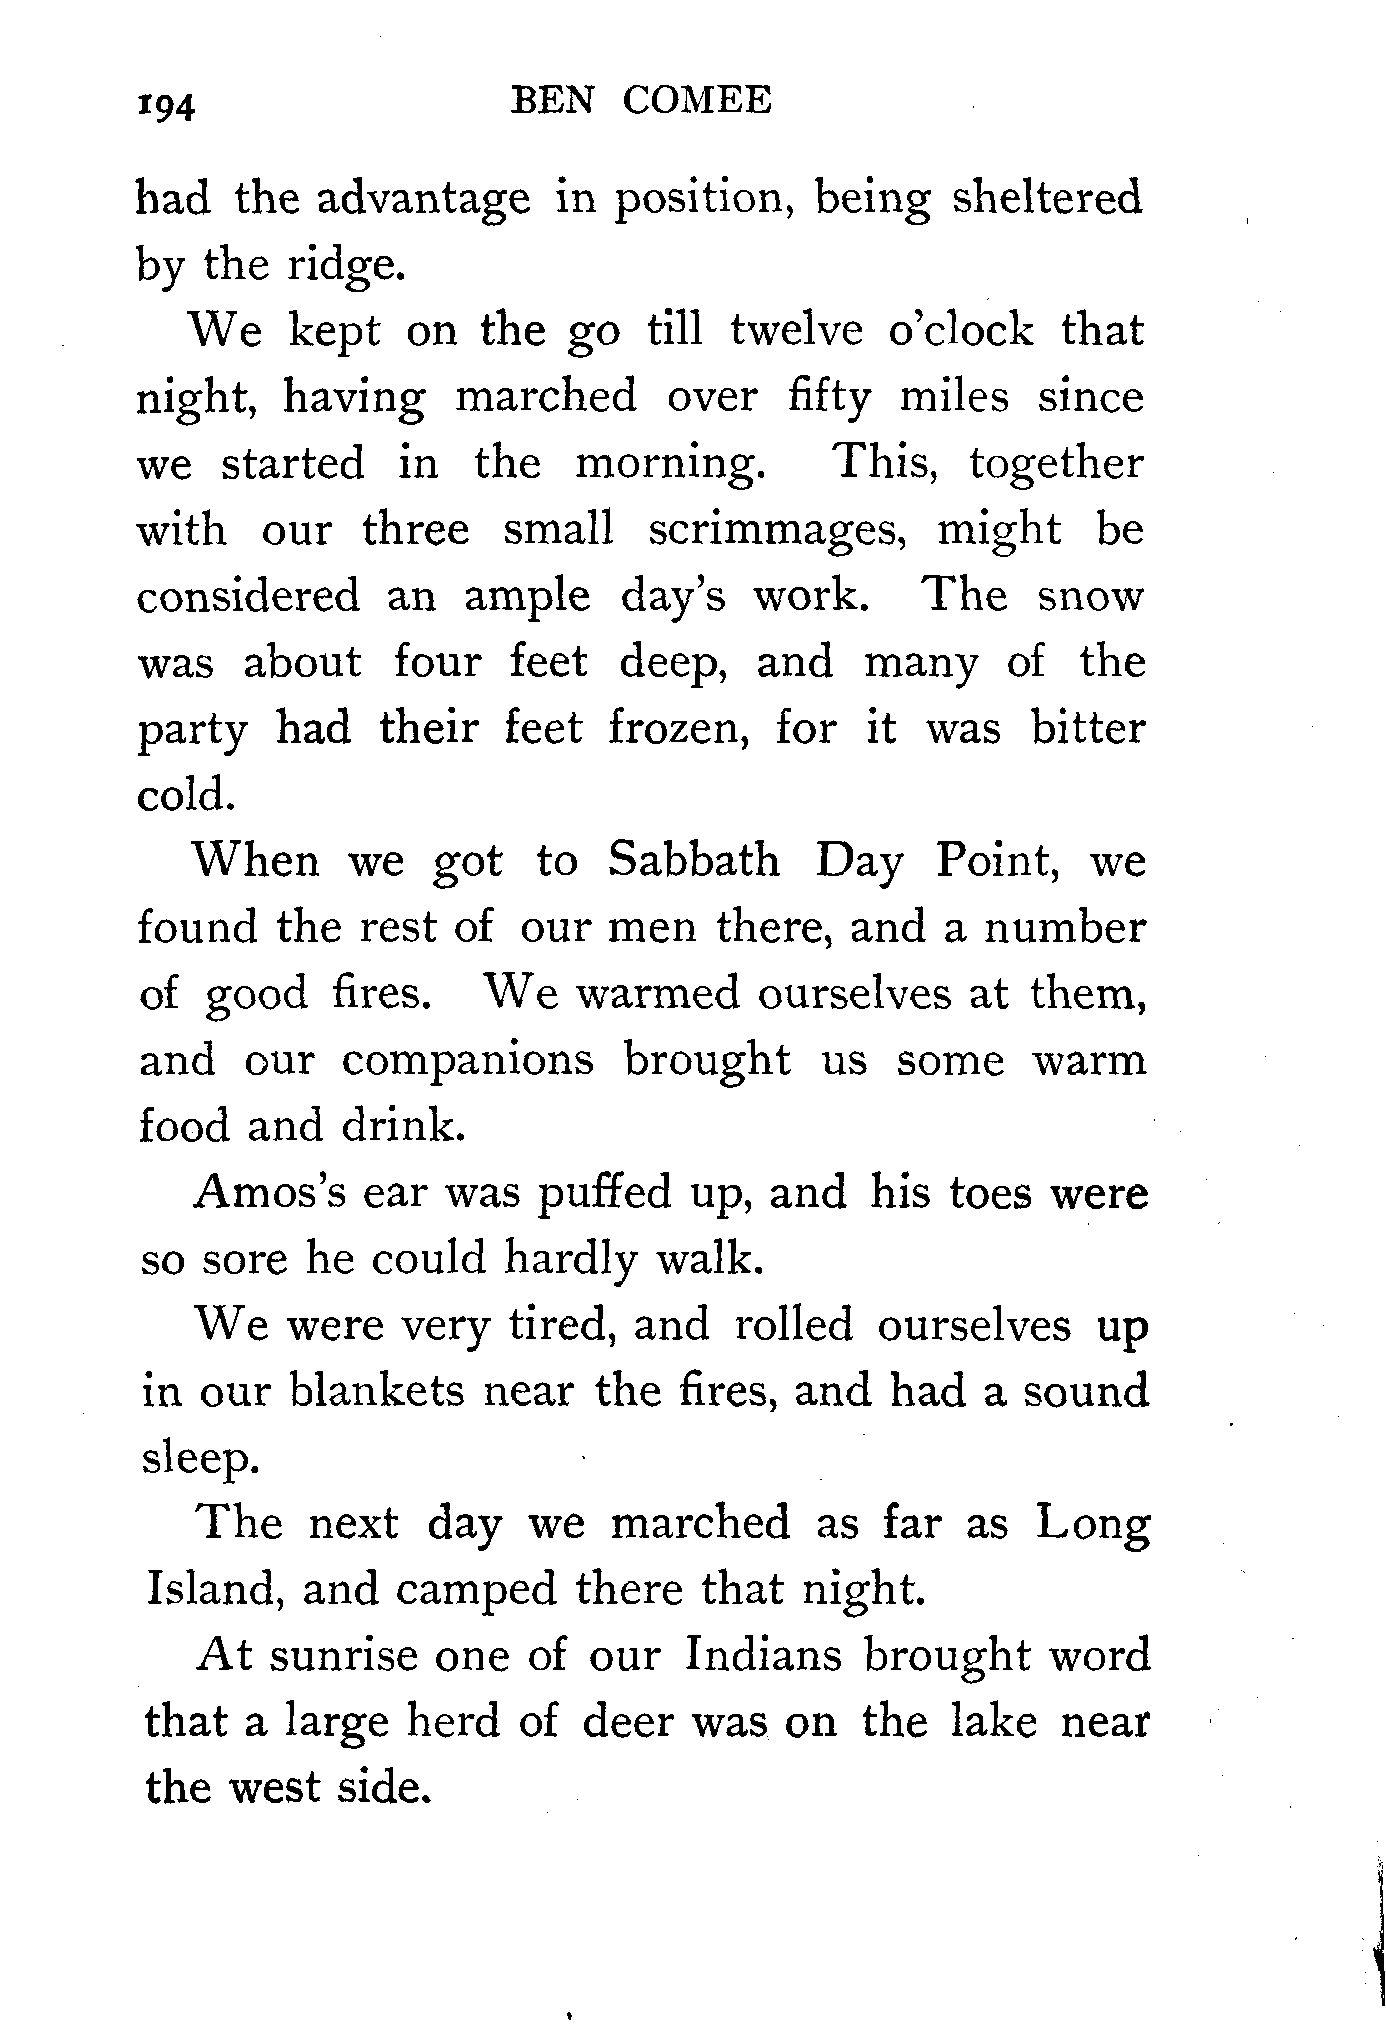 194 BEN COMEE
had the advantage in position, being sheltered
by the ridge.
We kept on the go till twelve o'clock that
night, having marched over fifty miles since
we started in the morning. This, together
with our three small scrimmages, might be
considered an ample day's work. The snow
was about four feet deep, and many of the
party had their feet frozen, for it was bitter
cold.
When we got to Sabbath Day Point, we
found the rest of our men there, and a number
of good fires. We warmed ourselves at them,
and our companions brought us some warm
food and drink.
Amos's ear was puffed up, and his toes were
so sore he could hardly walk.
We were very tired, and rolled ourselves up
in our blankets near the fires, and had a sound
sleep.
The next day we marched as far as Long
Island, and camped there that night.
At sunrise one of our Indians brought word
that a large herd of deer was on the lake near
the west side.